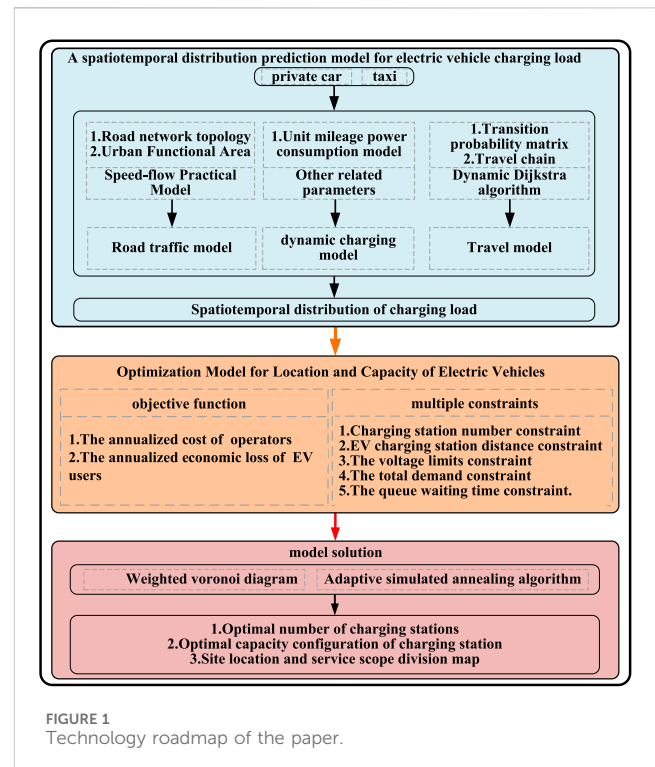 A spatiotemporal distribution prediction model for electric vehicle charging load
private car taxi
1.Road network topology
2.Urban Functional Area
Speed-flow Practical
Model
Road traffic model
1.Unit mileage power
consumption model
Other related
parameters
dynamic charging
model
1.Transition
probability matrix
2.Travel chain
Dynamic Dijkstra
algorithm
Travel model
Spatiotemporal distribution of charging load
Optimization Model for Location and Capacity of Electric Vehicles
objective function
1.The annualized cost of operators
2.The annualized economic loss of EV
users
multiple constraints
1.Charging station number constraint
2.EV charging station distance constraint
3.The voltage limits constraint
4.The total demand constraint
5.The queue waiting time constraint.
model solution
Weighted voronoi diagram Adaptive simulated annealing algorithm
1.Optimal number of charging stations
2.Optimal capacity configuration of charging station
3.Site location and service scope division map
FIGURE 1
Technology roadmap of the paper.